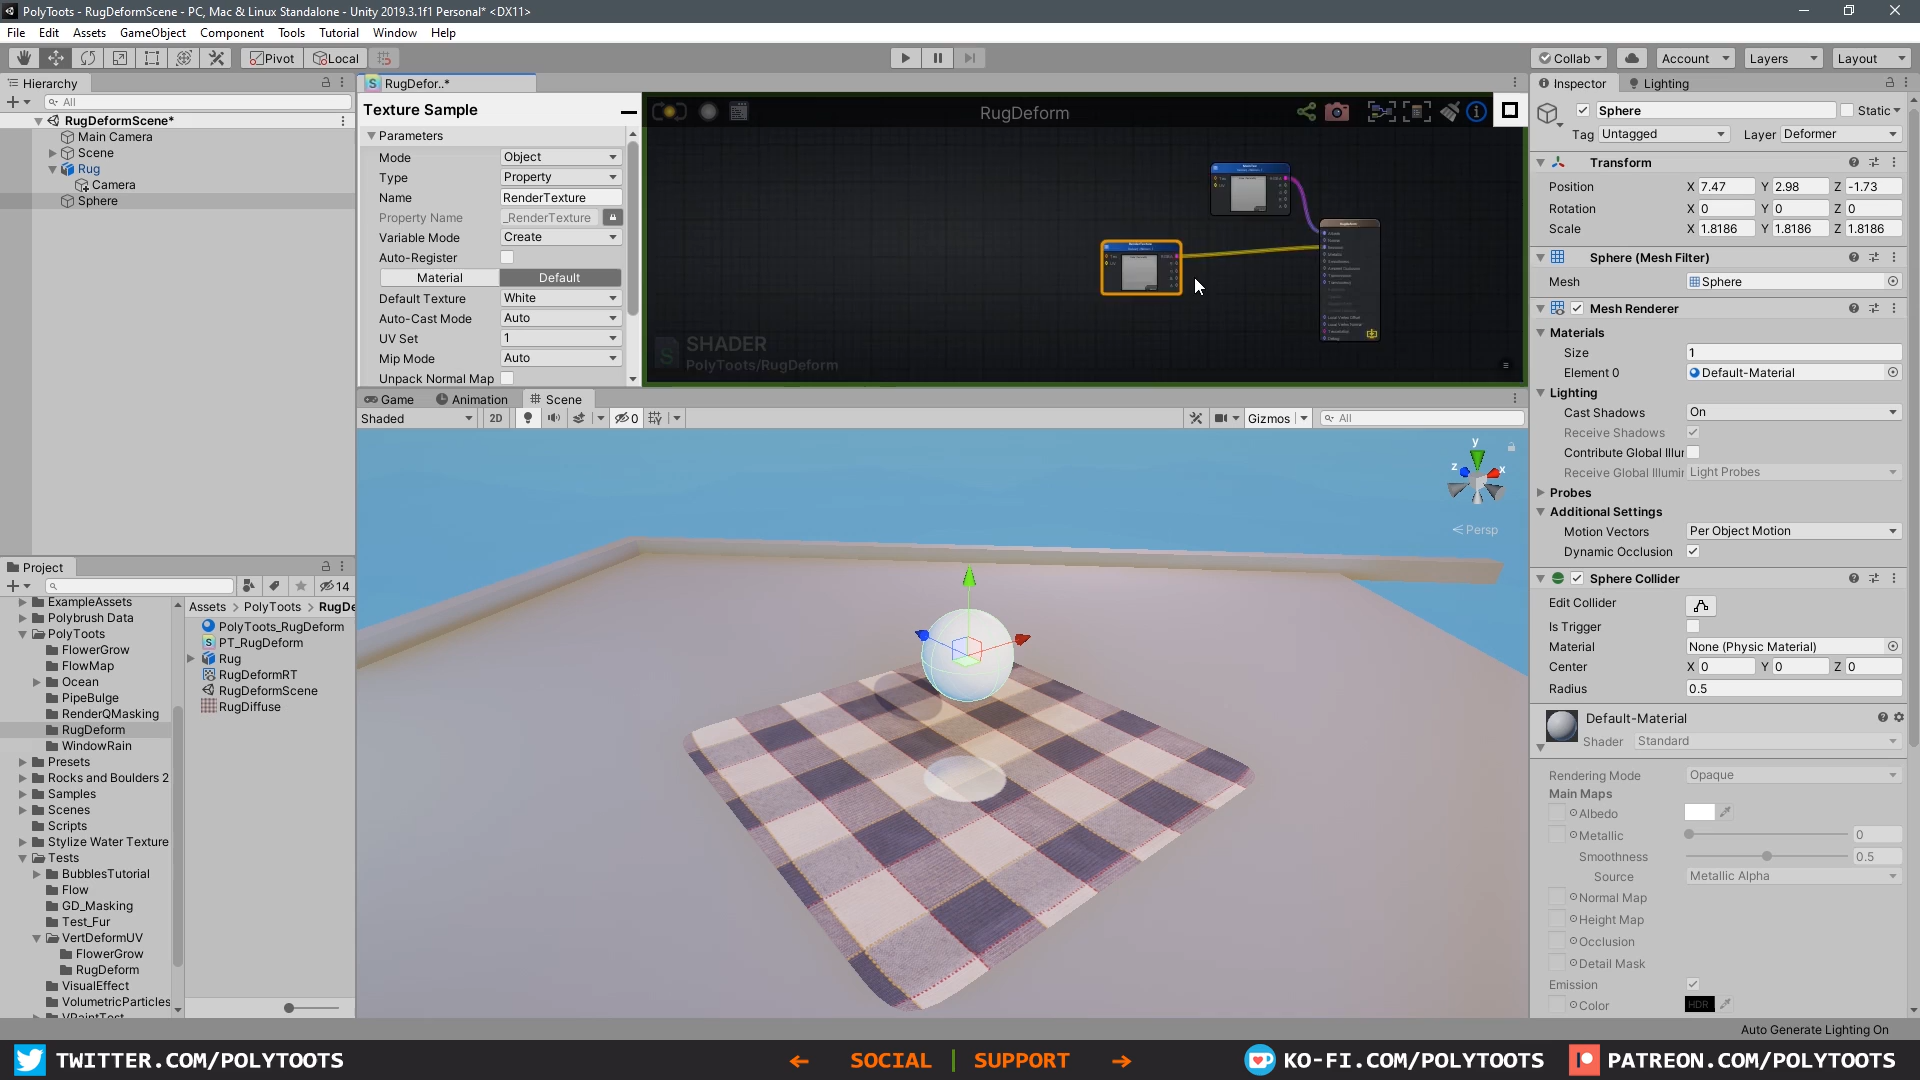 PolyToots - RugDeformScene - PC, Mac & Linux Standalone - Unity 2019.3.1f1 Personal* <DX11>
File Edit Assets GameObject Component Tools Tutorial Window Help
Pivot Local
Collab Account Layers Layout
Hierarchy
All
RugDeformScene*
Main Camera
Scene
Rug
Camera
Sphere
RugDefor..*
Texture Sample
Parameters
Mode Object
Type Property
Name RenderTexture
Property Name _RenderTexture
Variable Mode Create
Auto-Register
Material Default
Default Texture White
Auto-Cast Mode Auto
UV Set 1
Mip Mode Auto
Unpack Normal Map
RugDeform
SHADER
PolyToots/RugDeform
Game Animation Scene
Shaded 2D 0 Gizmos All
y
z x
Persp
Project
14
ExampleAssets
Polybrush Data
PolyToots
FlowerGrow
FlowMap
Ocean
PipeBulge
RenderQMasking
RugDeform
WindowRain
Presets
Rocks and Boulders 2
Samples
Scenes
Scripts
Stylize Water Texture
Tests
BubblesTutorial
Flow
GD_Masking
Test_Fur
VertDeformUV
FlowerGrow
RugDeform
VisualEffect
VolumetricParticles
VPaintTest
Assets > PolyToots > RugDe
PolyToots_RugDeform
PT_RugDeform
Rug
RugDeformRT
RugDeformScene
RugDiffuse
Inspector Lighting
Sphere Static
Tag Untagged Layer Deformer
Transform
Position X 7.47 Y 2.98 Z -1.73
Rotation X 0 Y 0 Z 0
Scale X 1.8186 Y 1.8186 Z 1.8186
Sphere (Mesh Filter)
Mesh Sphere
Mesh Renderer
Materials
Size 1
Element 0 Default-Material
Lighting
Cast Shadows On
Receive Shadows
Contribute Global Illur
Receive Global Illumir Light Probes
Probes
Additional Settings
Motion Vectors Per Object Motion
Dynamic Occlusion
Sphere Collider
Edit Collider
Is Trigger
Material None (Physic Material)
Center X 0 Y 0 Z 0
Radius 0.5
Default-Material
Shader Standard
Rendering Mode Opaque
Main Maps
Albedo
Metallic 0
Smoothness 0.5
Source Metallic Alpha
Normal Map
Height Map
Occlusion
Detail Mask
Emission
Color HDR
Auto Generate Lighting On
TWITTER.COM/POLYTOOTS
← SOCIAL | SUPPORT →
KO-FI.COM/POLYTOOTS
PATREON.COM/POLYTOOTS